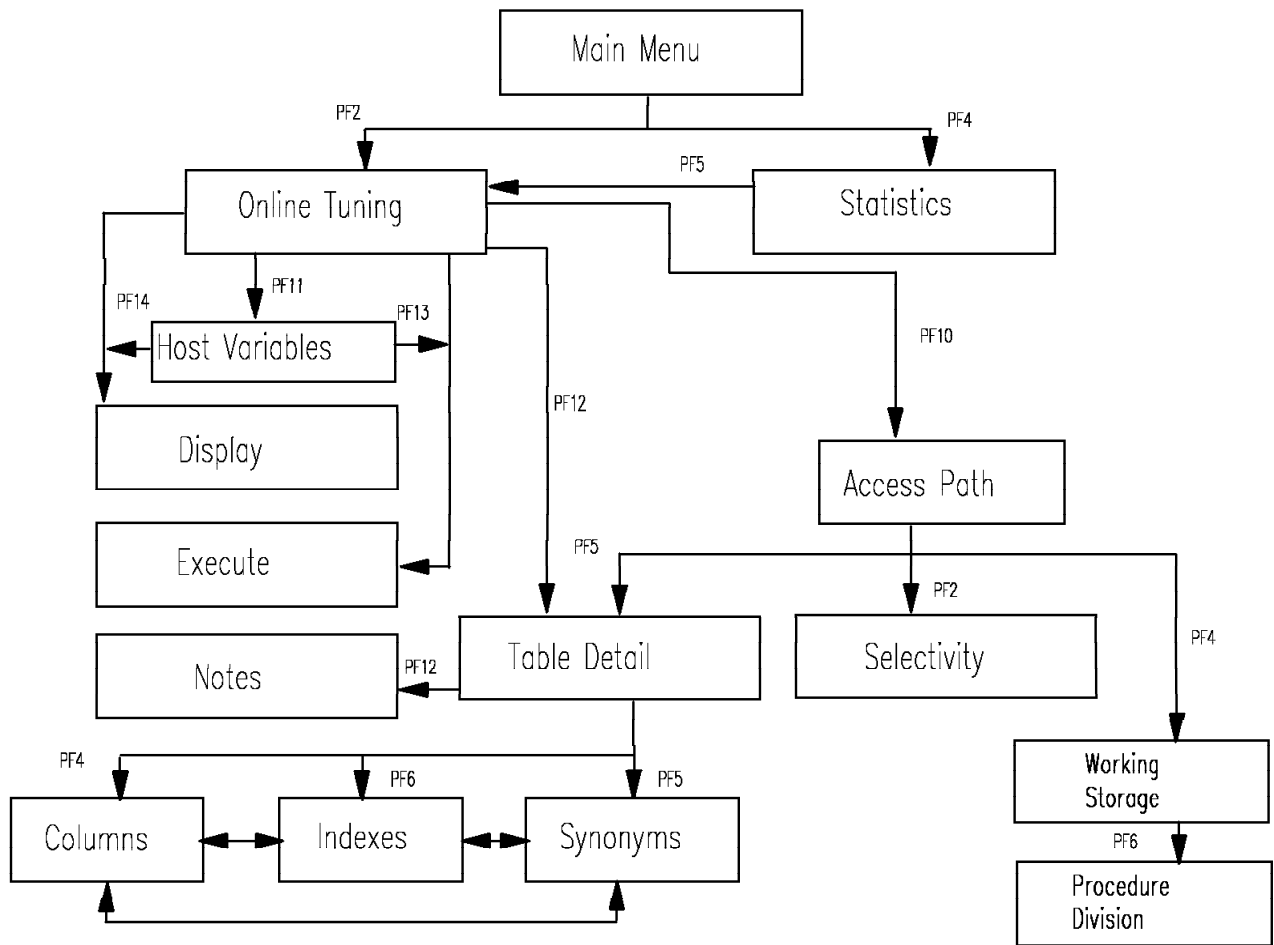 Main Menu
PF2
PF4
PF5
Online Tuning
Statistics
PF11
PF14
PF13
Host Variables
PF10
PF12
Display
Access Path
Execute
PF5
PF2
PF4
Table Detail
Selectivity
Notes
PF12
PF4
PF6
PF5
Working
Storage
Columns
Indexes
Synonyms
PF6
Procedure
Division